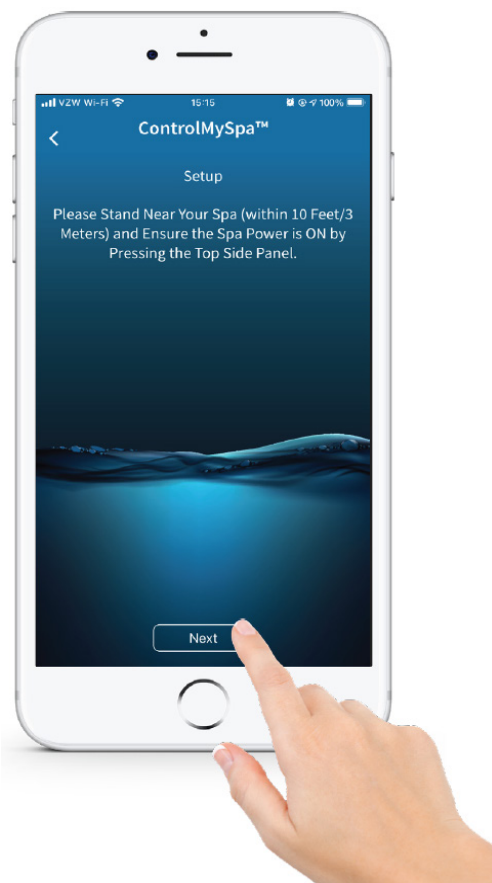 VZW Wi-Fi 15:15 100%
ControlMySpa™
Setup
Please Stand Near Your Spa (within 10 Feet/3
Meters) and Ensure the Spa Power is ON by
Pressing the Top Side Panel.
Next